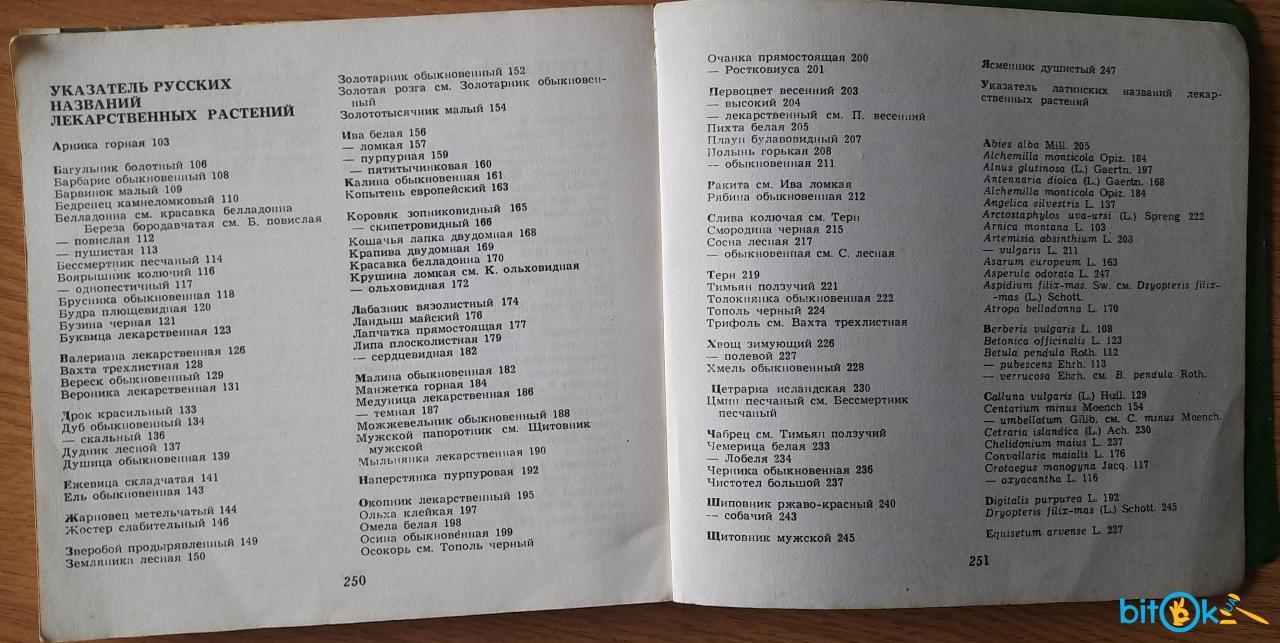 УКАЗАТЕЛЬ РУССКИХ
НАЗВАНИЙ
ЛЕКАРСТВЕННЫХ РАСТЕНИЙ
Арника горная 103
Багульник болотный 106
Барбарис обыкновенный 108
Барвинок малый 109
Бедренец камнеломковый 110
Белладонна см. красавка белладонна
Береза бородавчатая см. Б. повислая
— повислая 112
— пушистая 113
Бессмертник песчаный 114
Боярышник колючий 116
— однопестичный 117
Брусника обыкновенная 118
Будра плющевидная 120
Бузина черная 121
Буквица лекарственная 123
Валериана лекарственная 126
Вахта трехлистная 128
Вереск обыкновенный 129
Вероника лекарственная 131
Дрок красильный 133
Дуб обыкновенный 134
— скальный 136
Дудник лесной 137
Душица обыкновенная 139
Ежевица складчатая 141
Ель обыкновенная 143
Жарновец метельчатый 144
Жостер слабительный 146
Зверобой продырявленный 149
Земляника лесная 150
Золотарник обыкновенный 152
Золотая розга см. Золотарник обыкновен-
ный
Золототысячник малый 154
Ива белая 156
— ломкая 157
— пурпурная 159
— пятитычинковая 160
Калина обыкновенная 161
Копытень европейский 163
Коровяк зопниковидный 165
— скипетровидный 166
Кошачья лапка двудомная 168
Крапива двудомная 169
Красавка белладонна 170
Крушина ломкая см. К. ольховидная
— ольховидная 172
Лабазник вязолистный 174
Ландыш майский 176
Лапчатка прямостоящая 177
Липа плосколистная 179
— сердцевидная 182
Малина обыкновенная 182
Манжетка горная 184
Медуница лекарственная 186
— темная 187
Можжевельник обыкновенный 188
Мужской папоротник см. Щитовник
мужской
Мыльнянка лекарственная 190
Наперстянка пурпуровая 192
Окопник лекарственный 195
Ольха клейкая 197
Омела белая 198
Осина обыкновенная 199
Осокорь см. Тополь черный
250
Очанка прямостоящая 200
— Ростковиуса 201
Первоцвет весенний 203
— высокий 204
— лекарственный см. П. весенний
Пихта белая 205
Плаун булавовидный 207
Полынь горькая 208
— обыкновенная 211
Ракита см. Ива ломкая
Рябина обыкновенная 212
Слива колючая см. Терн
Смородина черная 215
Сосна лесная 217
— обыкновенная см. С. лесная
Терн 219
Тимьян ползучий 221
Толокнянка обыкновенная 222
Тополь черный 224
Трифоль см. Вахта трехлистная
Хвощ зимующий 226
— полевой 227
Хмель обыкновенный 228
Цетрариа исландская 230
Цмин песчаный см. Бессмертник
песчаный
Чабрец см. Тимьян ползучий
Чемерица белая 233
— Лобеля 234
Черника обыкновенная 236
Чистотел большой 237
Шиповник ржаво-красный 240
— собачий 243
Щитовник мужской 245
Ясменник душистый 247
Указатель латинских названий лекар-
ственных растений
Abies alba Mill. 205
Alchemilla monticola Opiz. 184
Alnus glutinosa (L.) Gaertn. 197
Antennaria dioica (L.) Gaertn. 168
Alchemilla monticola Opiz. 184
Angelica silvestris L. 137
Arctostaphylos uva-ursi (L.) Spreng 222
Arnica montana L. 103
Artemisia absinthium L. 203
— vulgaris L. 211
Asarum europeum L. 163
Asperula odorata L. 247
Aspidium filix-mas. Sw. см. Dryopteris filix-
-mas (L.) Schott.
Atropa belladonna L. 170
Berberis vulgaris L. 108
Betonica officinalis L. 123
Betula pendula Roth. 112
— pubescens Ehrh. 113
— verrucosa Ehrh. см. B. pendula Roth.
Calluna vulgaris (L.) Hull. 129
Centarium minus Moench 154
— umbellatum Gilib. см. C. minus Moench.
Cetraria islandica (L.) Ach. 230
Chelidonium maius L. 237
Convallaria maialis L. 176
Crataegus monogyna Jacq. 117
— oxyacantha L. 116
Digitalis purpurea L. 192
Dryopteris filix-mas (L.) Schott. 245
Equisetum arvense L. 227
251
bitOk
UA